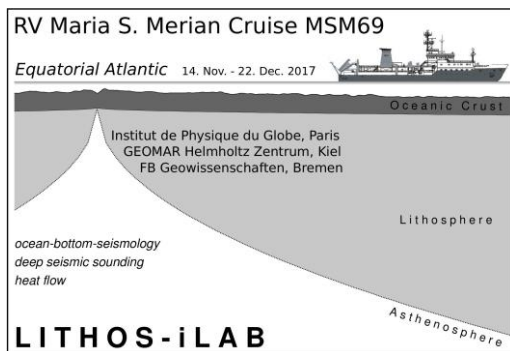 RV Maria S. Merian Cruise MSM69
Equatorial Atlantic 14. Nov. - 22. Dec. 2017
Oceanic Crust
Institut de Physique du Globe, Paris
GEOMAR Helmholtz Zentrum, Kiel
FB Geowissenschaften, Bremen
Lithosphere
ocean-bottom-seismology
deep seismic sounding
heat flow
Asthenosphere
LITHOS-iLAB